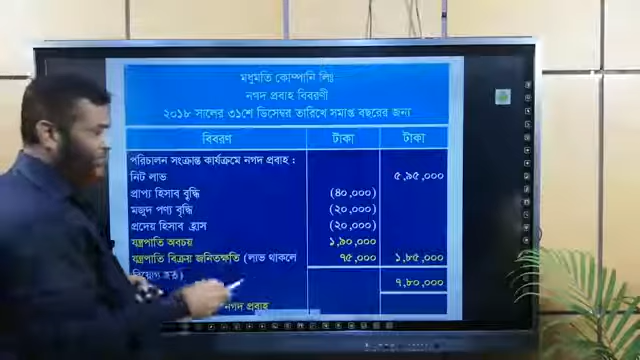 মধুমতি কোম্পানি লিঃ
নগদ প্রবাহ বিবরণী
২০১৮ সালের ৩১শে ডিসেম্বর তারিখে সমাপ্ত বছরের জন্য
বিবরণ টাকা টাকা
পরিচালন সংক্রান্ত কার্যক্রমে নগদ প্রবাহ :
নিট লাভ ৫,৯৫,০০০
প্রাপ্য হিসাব বৃদ্ধি (৪০,০০০)
মজুদ পণ্য বৃদ্ধি (২০,০০০)
প্রদেয় হিসাব হ্রাস (২০,০০০)
যন্ত্রপাতি অবচয় ১,৯০,০০০
যন্ত্রপাতি বিক্রয় জনিতক্ষতি (লাভ থাকলে ৭৫,০০০ ১,৮৫,০০০
বিয়োগ হত) ৭,৮০,০০০
নগদ প্রবাহ